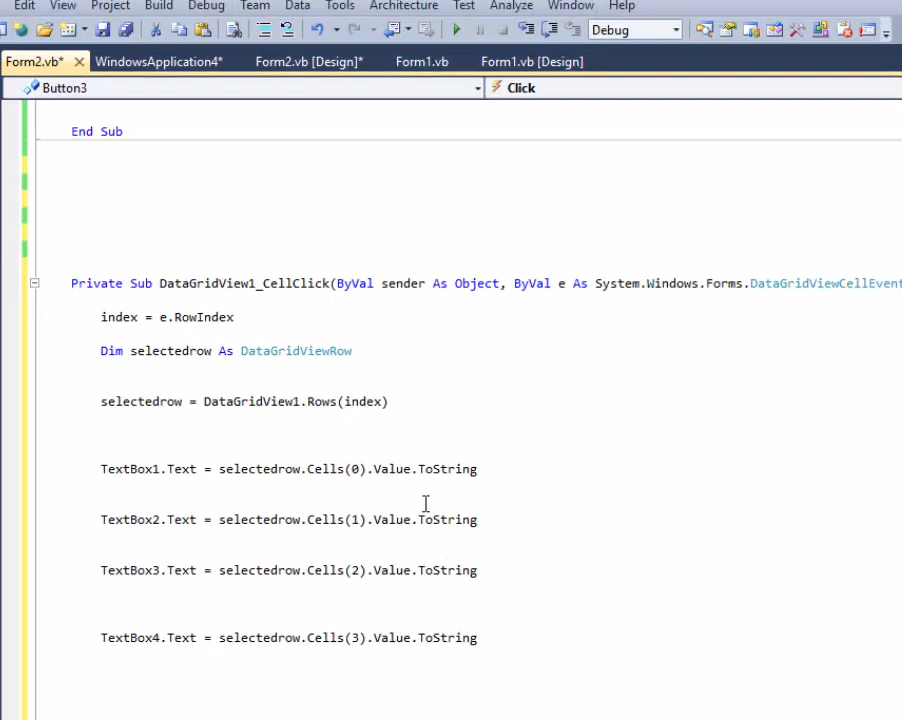 Edit View Project Build Debug Team Data Tools Architecture Test Analyze Window Help
Debug
Form2.vb* WindowsApplication4* Form2.vb [Design]* Form1.vb Form1.vb [Design]
Button3 Click
End Sub
Private Sub DataGridView1_CellClick(ByVal sender As Object, ByVal e As System.Windows.Forms.DataGridViewCellEvent
index = e.RowIndex
Dim selectedrow As DataGridViewRow
selectedrow = DataGridView1.Rows(index)
TextBox1.Text = selectedrow.Cells(0).Value.ToString
TextBox2.Text = selectedrow.Cells(1).Value.ToString
TextBox3.Text = selectedrow.Cells(2).Value.ToString
TextBox4.Text = selectedrow.Cells(3).Value.ToString